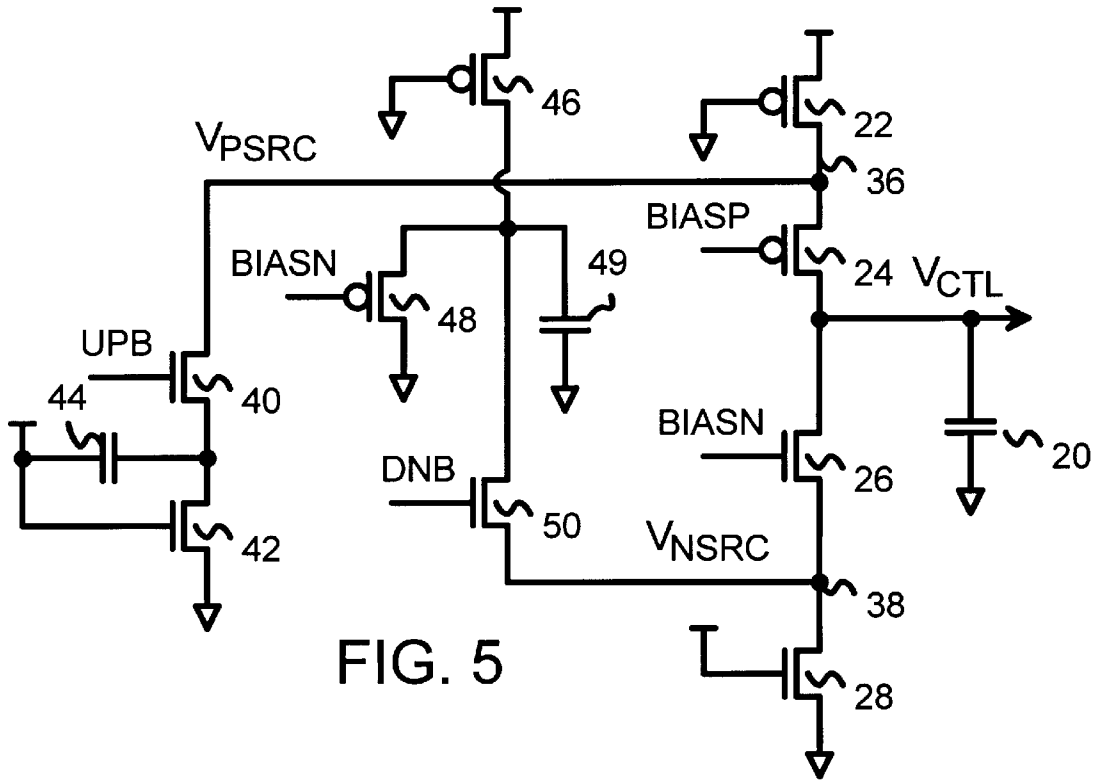 46
22
VPSRC
36
BIASP
24
BIASN
49
VCTL
48
UPB
44
40
BIASN
20
DNB
26
42
50
VNSRC
38
FIG. 5
28